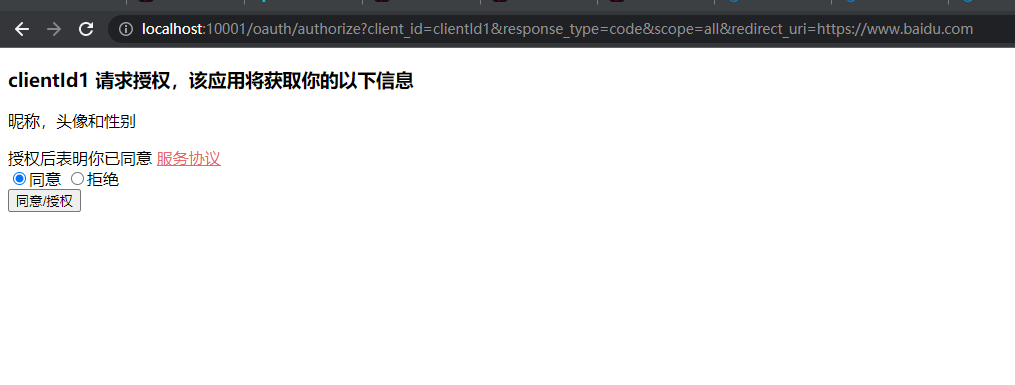 localhost:10001/oauth/authorize?client_id=clientId1&response_type=code&scope=all&redirect_uri=https://www.baidu.com
clientId1 请求授权，该应用将获取你的以下信息
昵称，头像和性别
授权后表明你已同意 服务协议
同意 拒绝
同意/授权